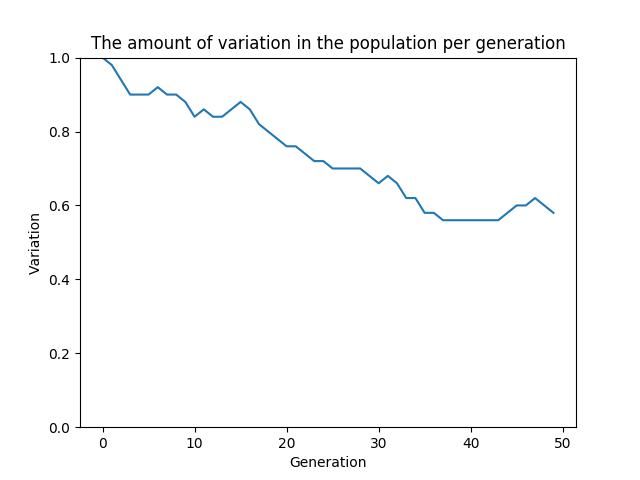 The amount of variation in the population per generation
1.0
0.8
0.6
0.4
0.2
0.0
Variation
0 10 20 30 40 50
Generation